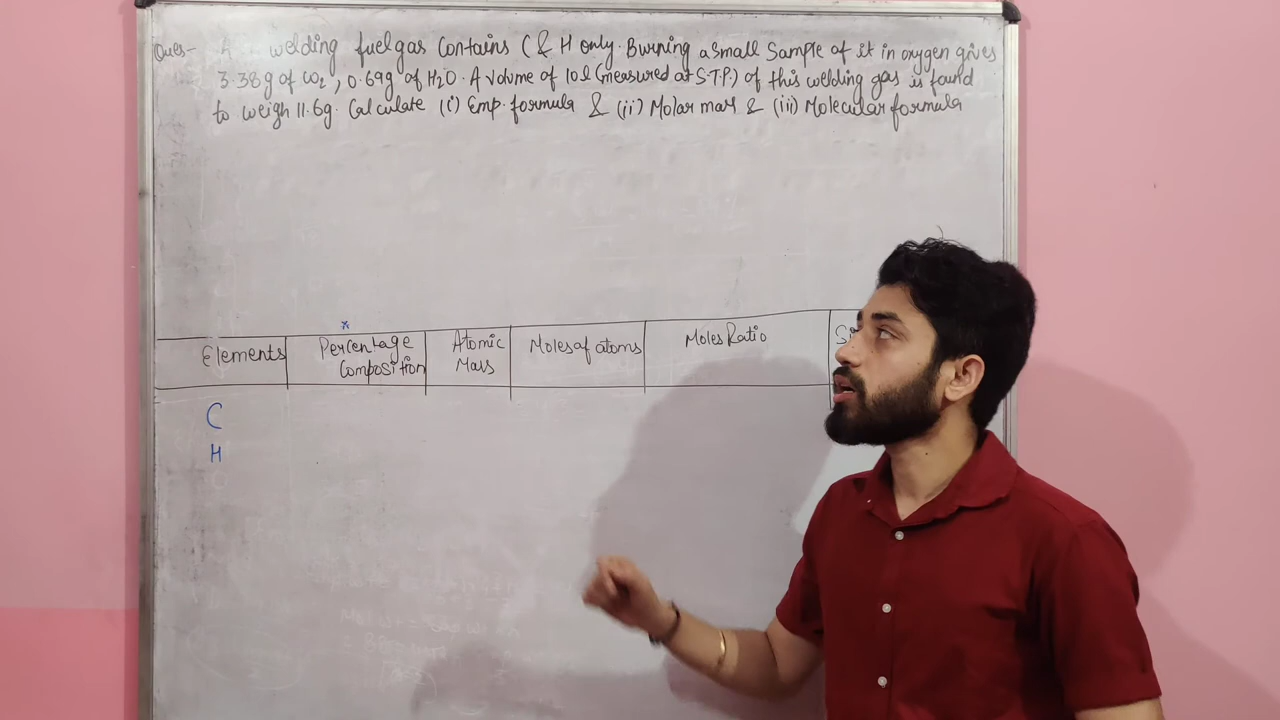 Ques- A welding fuel gas Contains C & H only. Burning a small Sample of it in oxygen gives
3.38g of CO2, 0.69g of H2O. A volume of 10l (measured at S.T.P.) of this welding gas is found
to weigh 11.6g. Calculate (i) Emp. formula & (ii) Molar mass & (iii) Molecular formula
*
Elements Percentage Composition Atomic Mass Moles of atoms Moles Ratio
C
H